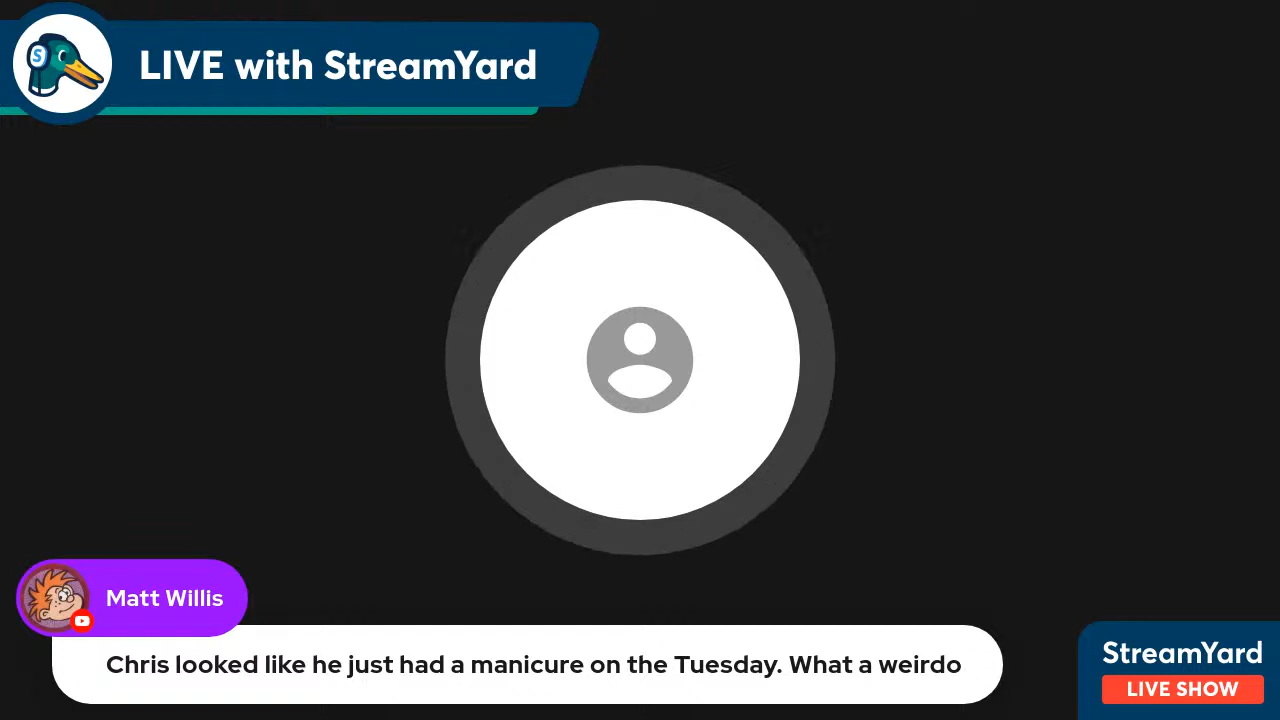 LIVE with StreamYard
Matt Willis
Chris looked like he just had a manicure on the Tuesday. What a weirdo
StreamYard
LIVE SHOW